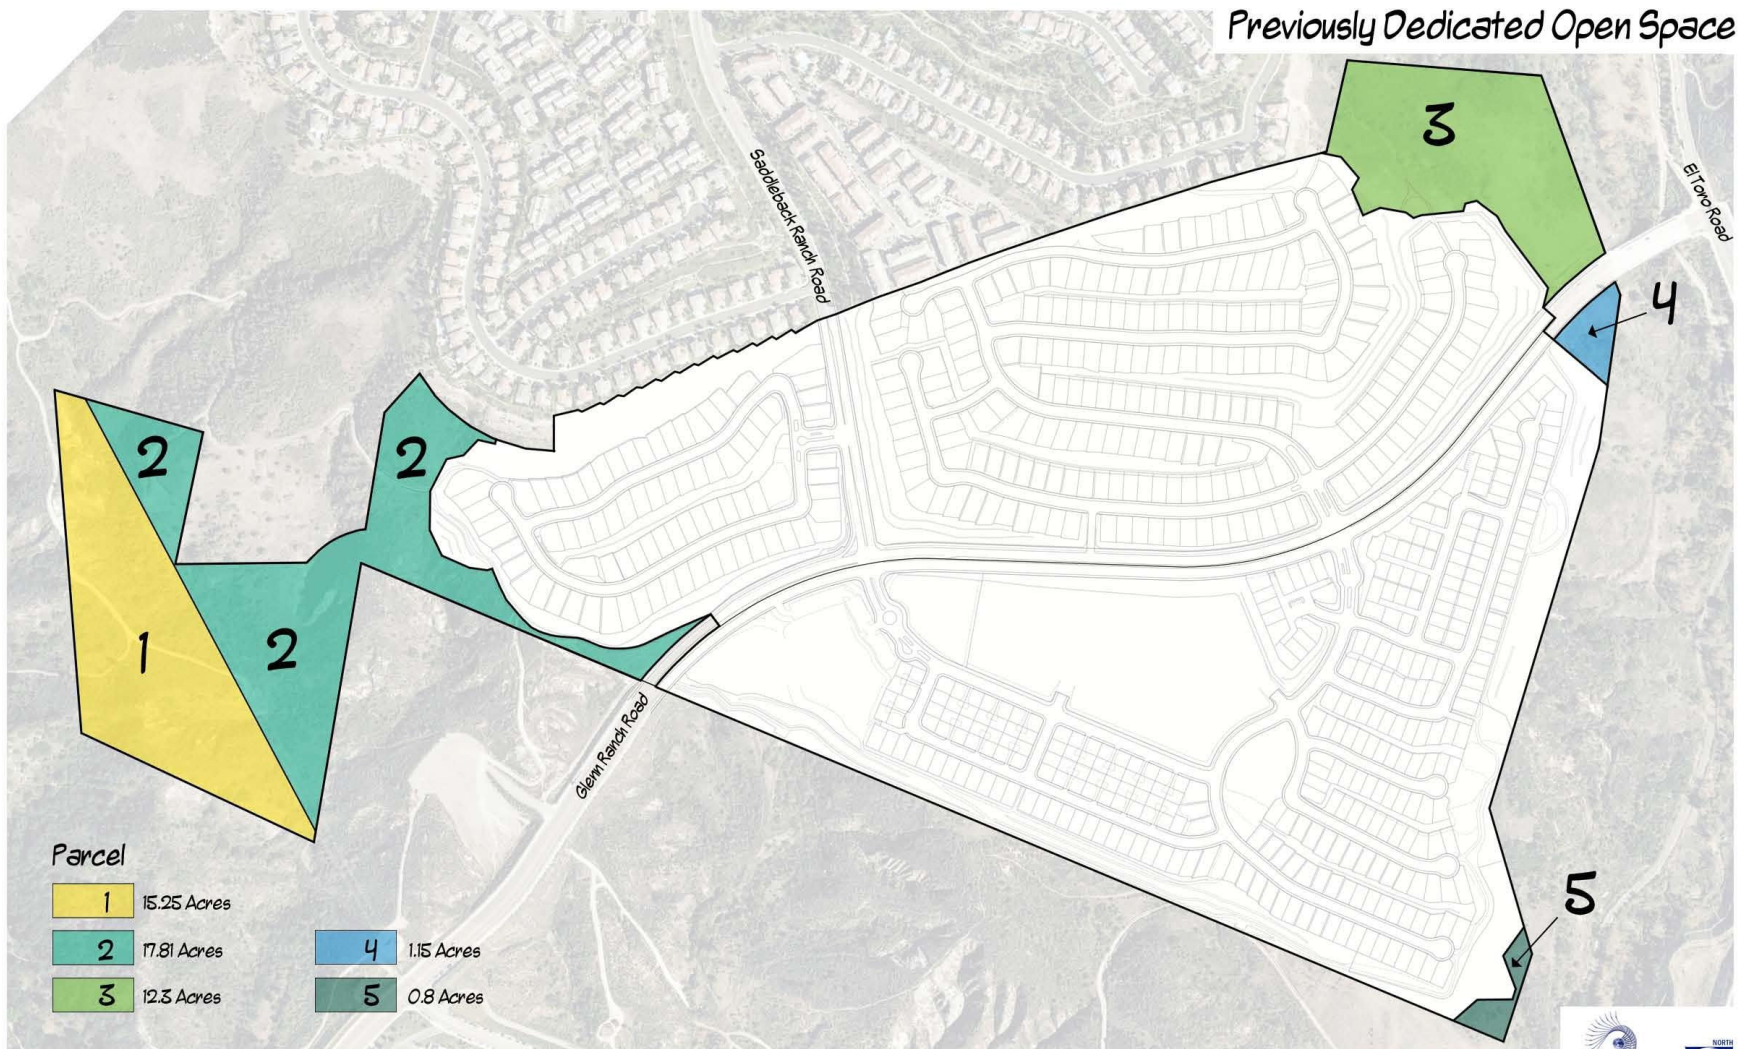 Previously Dedicated Open Space
3
El Toro Road
Saddleback Ranch Road
4
2
2
1
2
Glenn Ranch Road
5
Parcel
1 15.25 Acres
2 17.81 Acres
3 12.3 Acres
4 1.15 Acres
5 0.8 Acres
NORTH